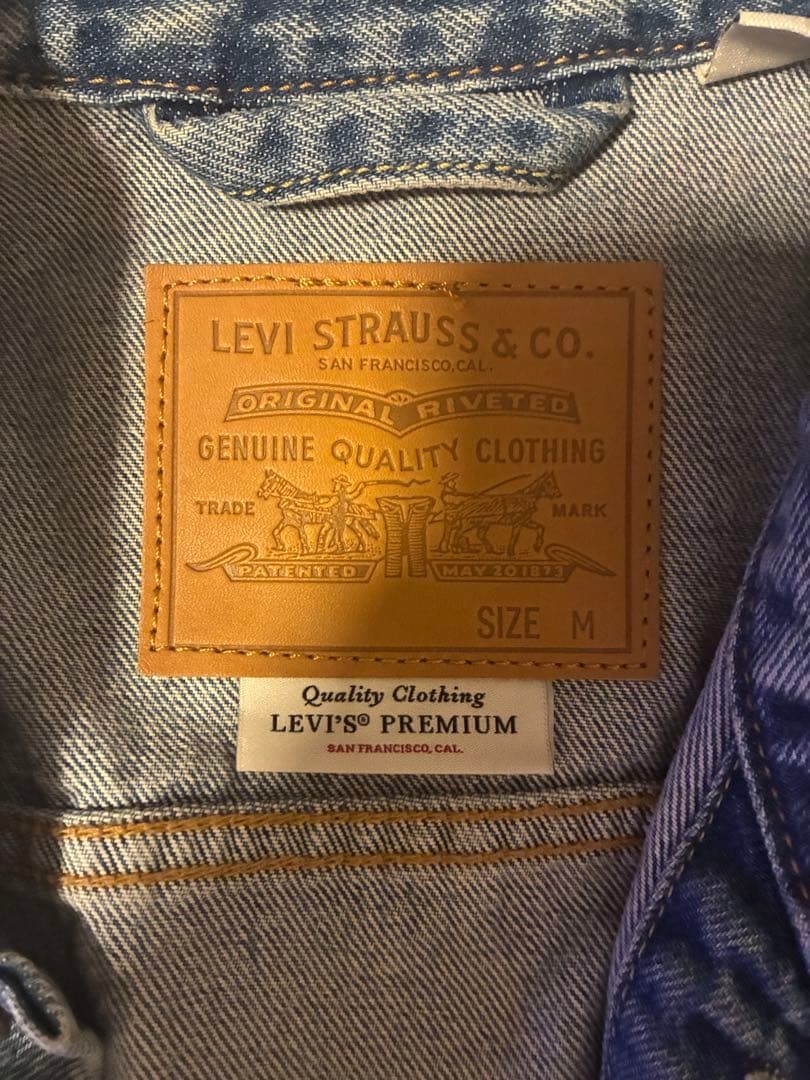 LEVI STRAUSS & CO.
SAN FRANCISCO, CAL.
ORIGINAL RIVETED
GENUINE QUALITY CLOTHING
TRADE MARK
PATENTED MAY 20 1873
SIZE M
Quality Clothing
LEVI'S® PREMIUM
SAN FRANCISCO, CAL.